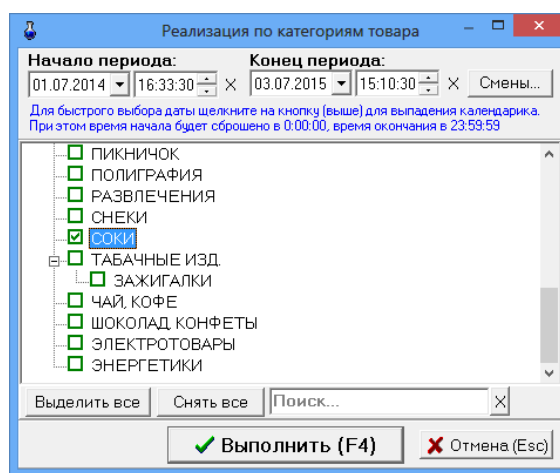 Реализация по категориям товара
Начало периода: Конец периода:
01.07.2014 16:33:30 X 03.07.2015 15:10:30 X Смены...
Для быстрого выбора даты щелкните на кнопку (выше) для выпадения календарика.
При этом время начала будет сброшено в 0:00:00, время окончания в 23:59:59
ПИКНИЧОК
ПОЛИГРАФИЯ
РАЗВЛЕЧЕНИЯ
СНЕКИ
СОКИ
ТАБАЧНЫЕ ИЗД.
ЗАЖИГАЛКИ
ЧАЙ, КОФЕ
ШОКОЛАД, КОНФЕТЫ
ЭЛЕКТРОТОВАРЫ
ЭНЕРГЕТИКИ
Выделить все Снять все Поиск... X
Выполнить (F4) Отмена (Esc)